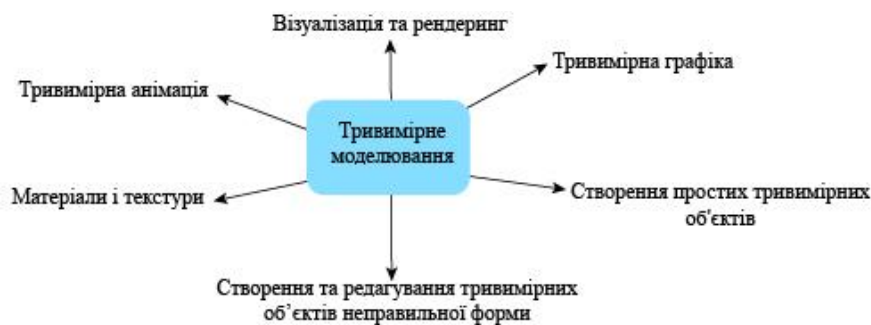 Візуалізація та рендеринг
Тривимірна графіка
Тривимірна анімація
Тривимірне
моделювання
Матеріали і текстури
Створення простих тривимірних
об'єктів
Створення та редагування тривимірних
об’єктів неправильної форми